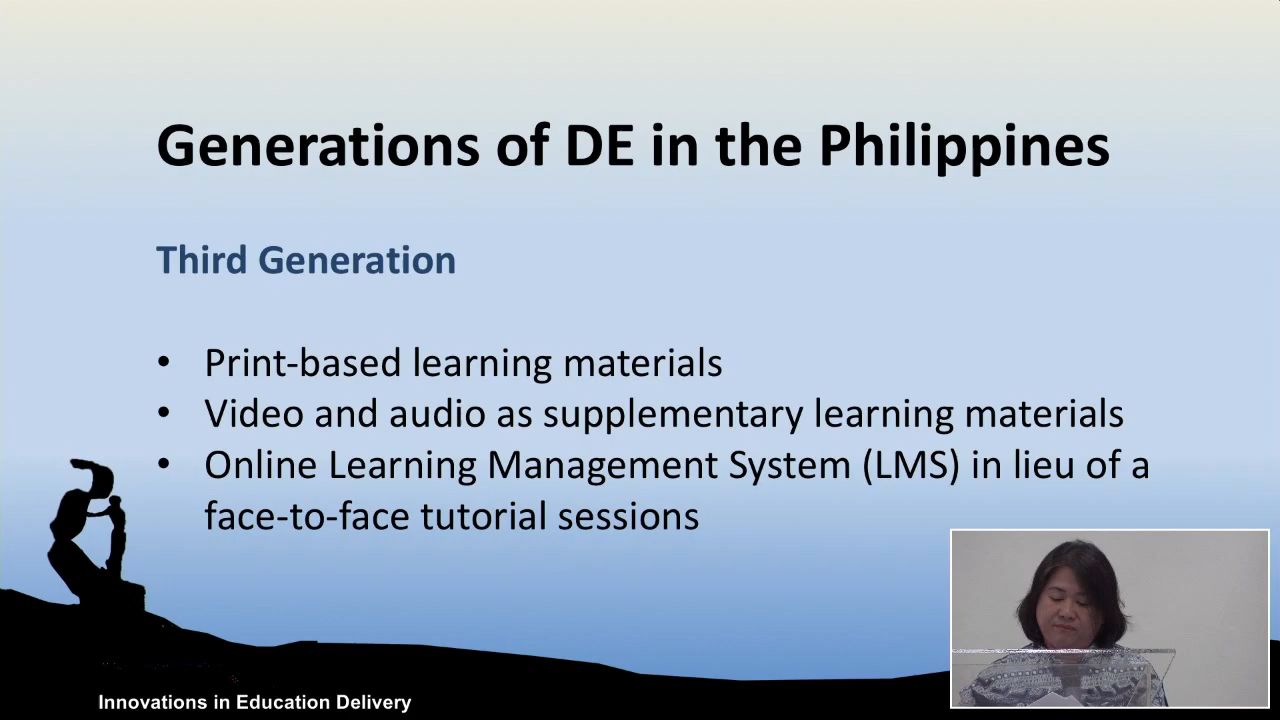 Generations of DE in the Philippines
Third Generation
• Print-based learning materials
• Video and audio as supplementary learning materials
• Online Learning Management System (LMS) in lieu of a
face-to-face tutorial sessions
Innovations in Education Delivery